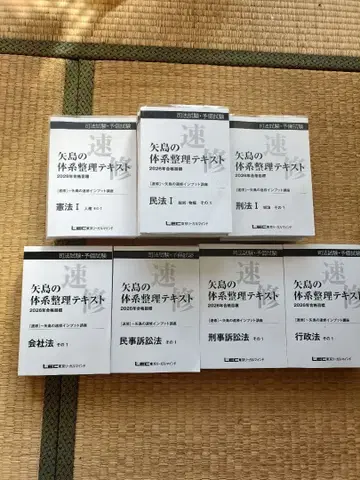 司法試験・予備試験
速修
矢島の
体系整理テキスト
2026年合格目標
[速修] 矢島の速修インプット講座
憲法Ⅰ 人権 その1
LEC東京リーガルマインド
司法試験・予備試験
速修
矢島の
体系整理テキスト
2026年合格目標
[速修] 矢島の速修インプット講座
民法Ⅰ 総則・物権 その1
LEC東京リーガルマインド
司法試験・予備試験
速修
矢島の
体系整理テキスト
2026年合格目標
[速修] 矢島の速修インプット講座
刑法Ⅰ 総論 その1
LEC東京リーガルマインド
司法試験・予備試験
速修
矢島の
体系整理テキスト
2026年合格目標
[速修] 矢島の速修インプット講座
会社法 その1
LEC東京リーガルマインド
司法試験・予備試験
速修
矢島の
体系整理テキスト
2026年合格目標
[速修] 矢島の速修インプット講座
民事訴訟法 その1
LEC東京リーガルマインド
司法試験・予備試験
速修
矢島の
体系整理テキスト
2026年合格目標
[速修] 矢島の速修インプット講座
刑事訴訟法 その1
LEC東京リーガルマインド
司法試験・予備試験
速修
矢島の
体系整理テキスト
2026年合格目標
[速修] 矢島の速修インプット講座
行政法 その1
LEC東京リーガルマインド